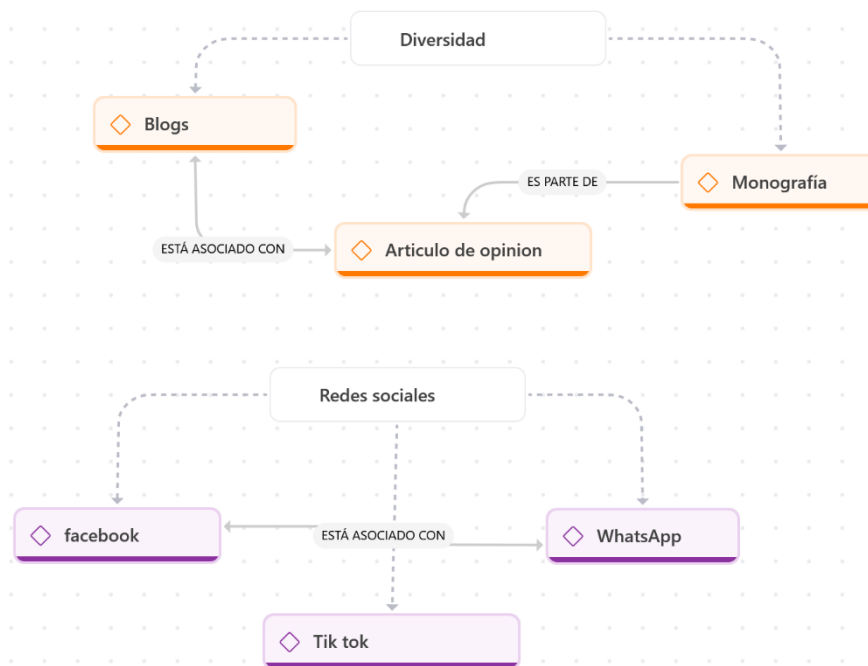 Diversidad
Blogs
Monografía
ES PARTE DE
ESTÁ ASOCIADO CON
Articulo de opinion
Redes sociales
facebook
ESTÁ ASOCIADO CON
WhatsApp
Tik tok